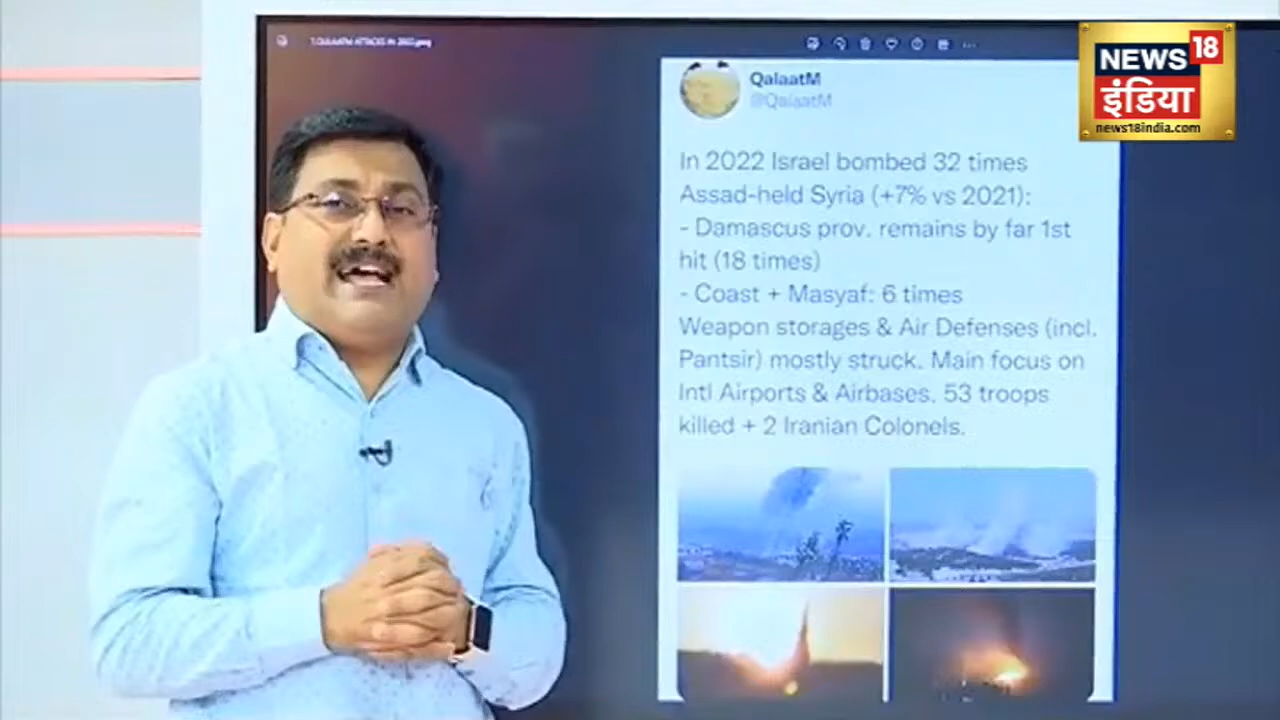 QalaatM
@QalaatM
In 2022 Israel bombed 32 times
Assad-held Syria (+7% vs 2021):
- Damascus prov. remains by far 1st
hit (18 times)
- Coast + Masyaf: 6 times
Weapon storages & Air Defenses (incl.
Pantsir) mostly struck. Main focus on
Intl Airports & Airbases. 53 troops
killed + 2 Iranian Colonels.
NEWS 18
इंडिया
news18india.com